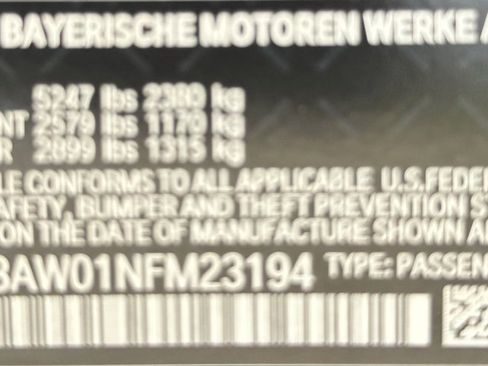 BAYERISCHE MOTOREN WERKE A
5247 lbs 2380 kg
NT 2579 lbs 1170 kg
R 2899 lbs 1315 kg
LE CONFORMS TO ALL APPLICABLE U.S.FEDER
AFETY, BUMPER AND THEFT PREVENTION S
ON THE DATE OF MANUFACTURE SHOWN A
3AW01NFM23194 TYPE: PASSEN